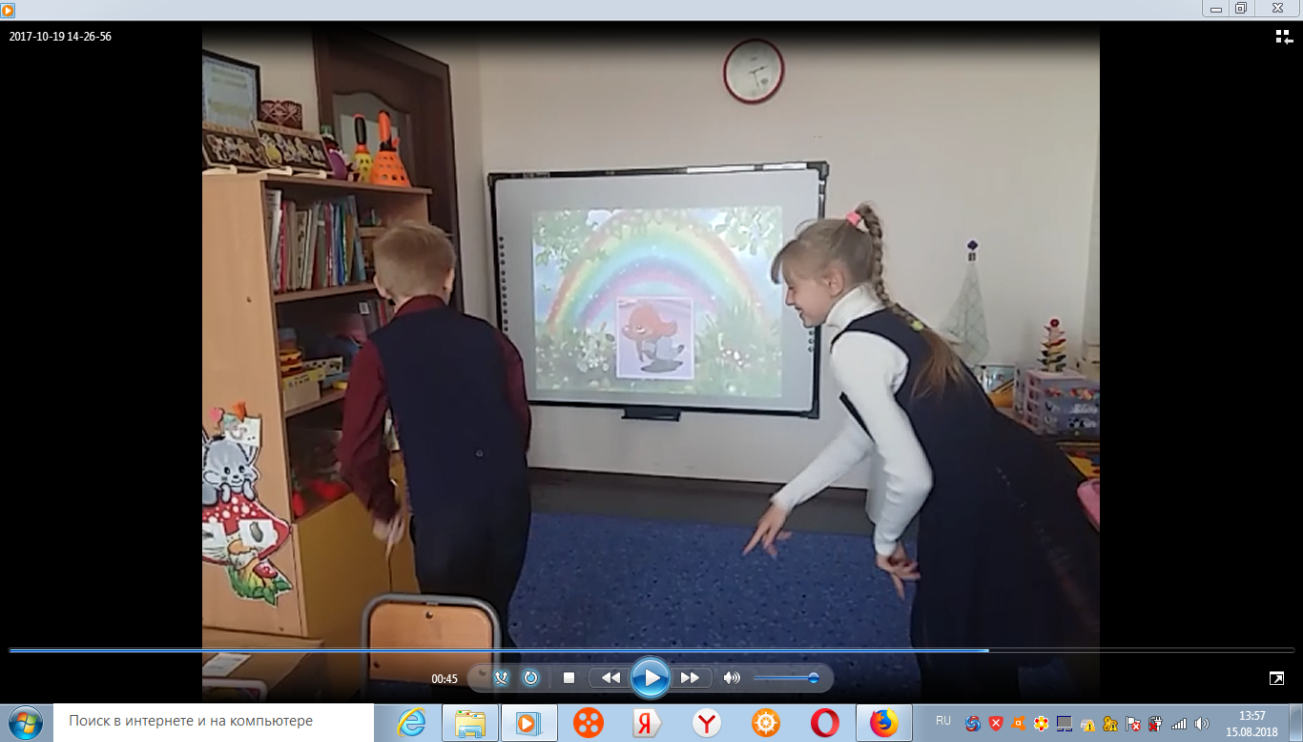 2017-10-19 14-26-56
00:45
Поиск в интернете и на компьютере
RU
13:57
15.08.2018